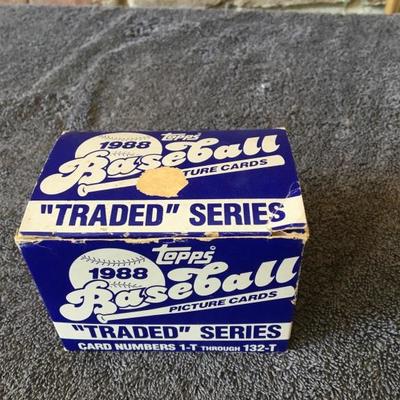 Topps
1988
Baseball
TURE CARDS
"TRADED" SERIES
Topps
1988
Baseball
PICTURE CARDS
"TRADED" SERIES
CARD NUMBERS 1-T THROUGH 132-T